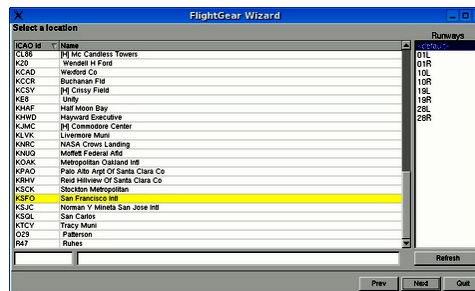 FlightGear Wizard
Select a location
ICAO Id Name
CL86 [H] Mc Candless Towers
K20 Wendell H Ford
KCAD Wexford Co
KCCR Buchanan Fld
KCSY [H] Crissy Field
KE8 Unity
KHAF Half Moon Bay
KHWD Hayward Executive
KJMC [H] Commodore Center
KLVK Livermore Muni
KNRC NASA Crows Landing
KNUQ Moffett Federal Afld
KOAK Metropolitan Oakland Intl
KPAO Palo Alto Arpt Of Santa Clara Co
KRHV Reid Hillview Of Santa Clara Co
KSCK Stockton Metropolitan
KSFO San Francisco Intl
KSJC Norman Y Mineta San Jose Intl
KSQL San Carlos
KTCY Tracy Muni
O29 Patterson
R47 Ruhes
Runways
<default>
01L
01R
10L
10R
19L
19R
28L
28R
Refresh
Prev Next Quit